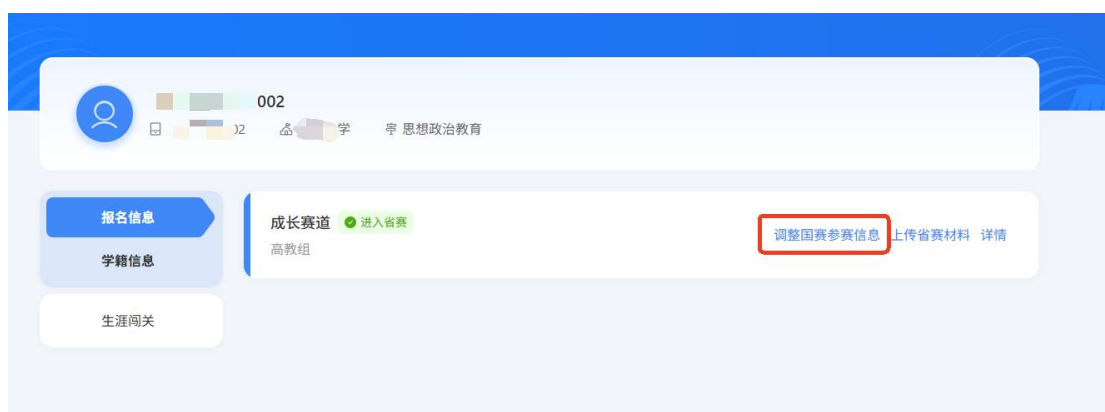 002
02 学 思想政治教育
报名信息
学籍信息
生涯闯关
成长赛道 进入省赛
高教组
调整国赛参赛信息 上传省赛材料 详情